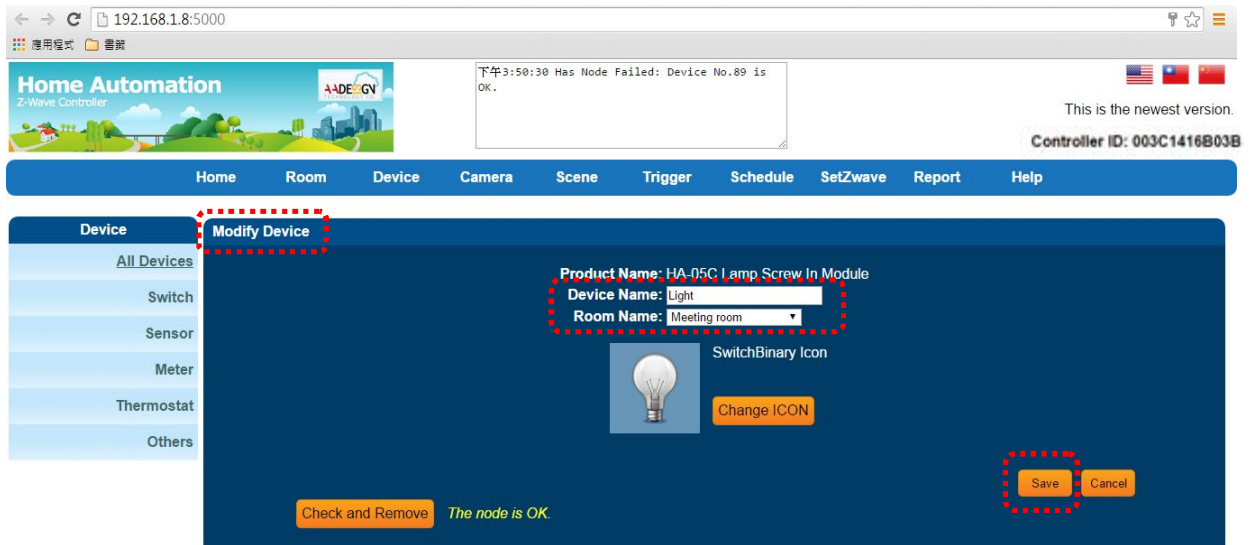 192.168.1.8:5000
應用程式 書籤
Home Automation
Z-Wave Controller
下午3:50:30 Has Node Failed: Device No.89 is
OK.
This is the newest version.
Controller ID: 003C1416B03B
Home Room Device Camera Scene Trigger Schedule SetZwave Report Help
Device
All Devices
Switch
Sensor
Meter
Thermostat
Others
Modify Device
Product Name: HA-05C Lamp Screw In Module
Device Name: Light
Room Name: Meeting room
SwitchBinary Icon
Change ICON
Save Cancel
Check and Remove The node is OK.